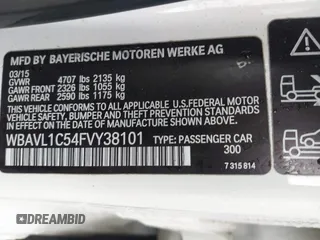 MFD BY BAYERISCHE MOTOREN WERKE AG
03/15
GVWR 4707 lbs 2135 kg
GAWR FRONT 2326 lbs 1055 kg
GAWR REAR 2590 lbs 1175 kg
THIS VEHICLE CONFORMS TO ALL APPLICABLE
U.S. FEDERAL MOTOR VEHICLE
SAFETY, BUMPER AND THEFT PREVENTION
STANDARDS IN EFFECT ON THE DATE OF
MANUFACTURE SHOWN ABOVE.
WBAVL1C54FVY38101 TYPE: PASSENGER CAR
300
7 315 814
AUCTION HISTORY